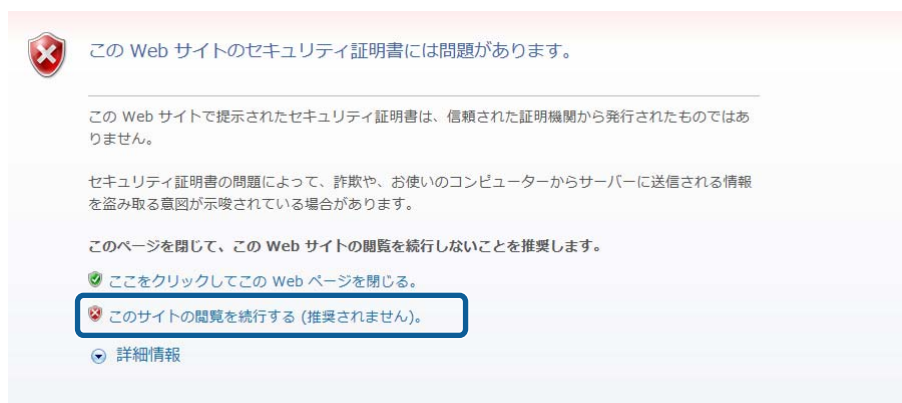 この Web サイトのセキュリティ証明書には問題があります。
この Web サイトで提示されたセキュリティ証明書は、信頼された証明機関から発行されたものではあ
りません。
セキュリティ証明書の問題によって、詐欺や、お使いのコンピューターからサーバーに送信される情報
を盗み取る意図が示唆されている場合があります。
このページを閉じて、この Web サイトの閲覧を続行しないことを推奨します。
ここをクリックしてこの Web ページを閉じる。
このサイトの閲覧を続行する (推奨されません)。
詳細情報